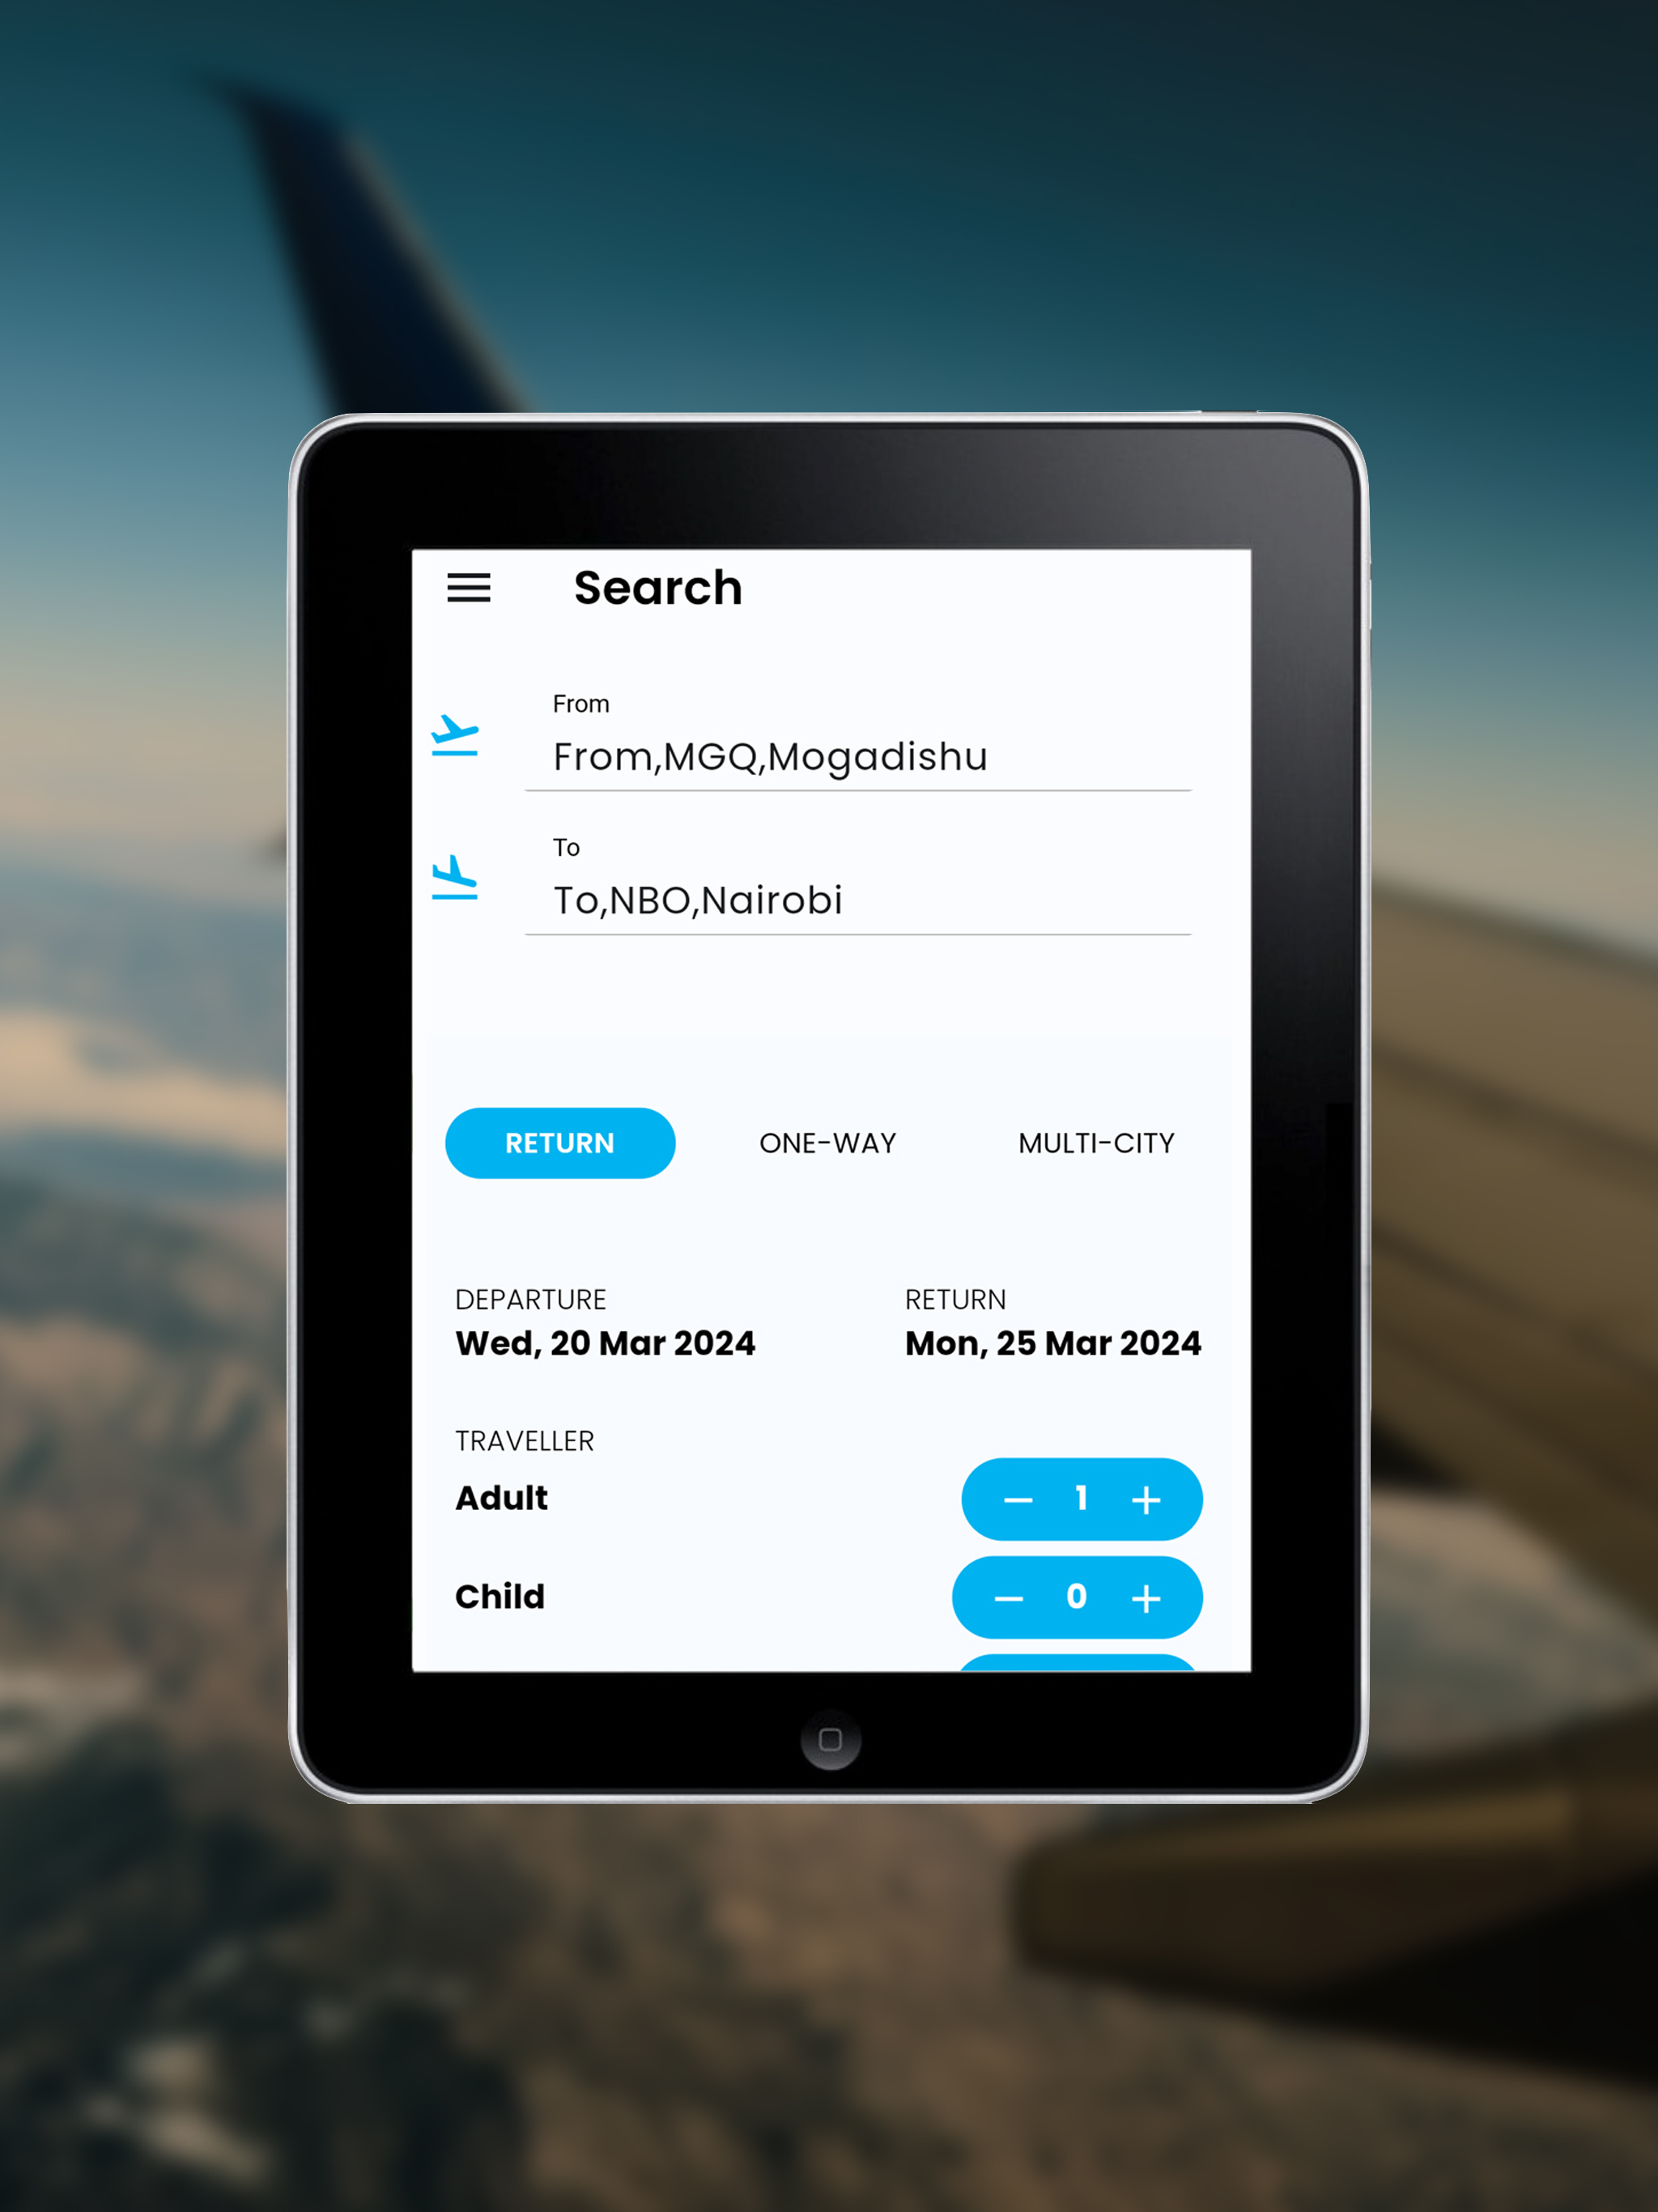 Search
From
From,MGQ,Mogadishu
To
To,NBO,Nairobi
RETURN ONE-WAY MULTI-CITY
DEPARTURE RETURN
Wed, 20 Mar 2024 Mon, 25 Mar 2024
TRAVELLER
Adult 1
Child 0